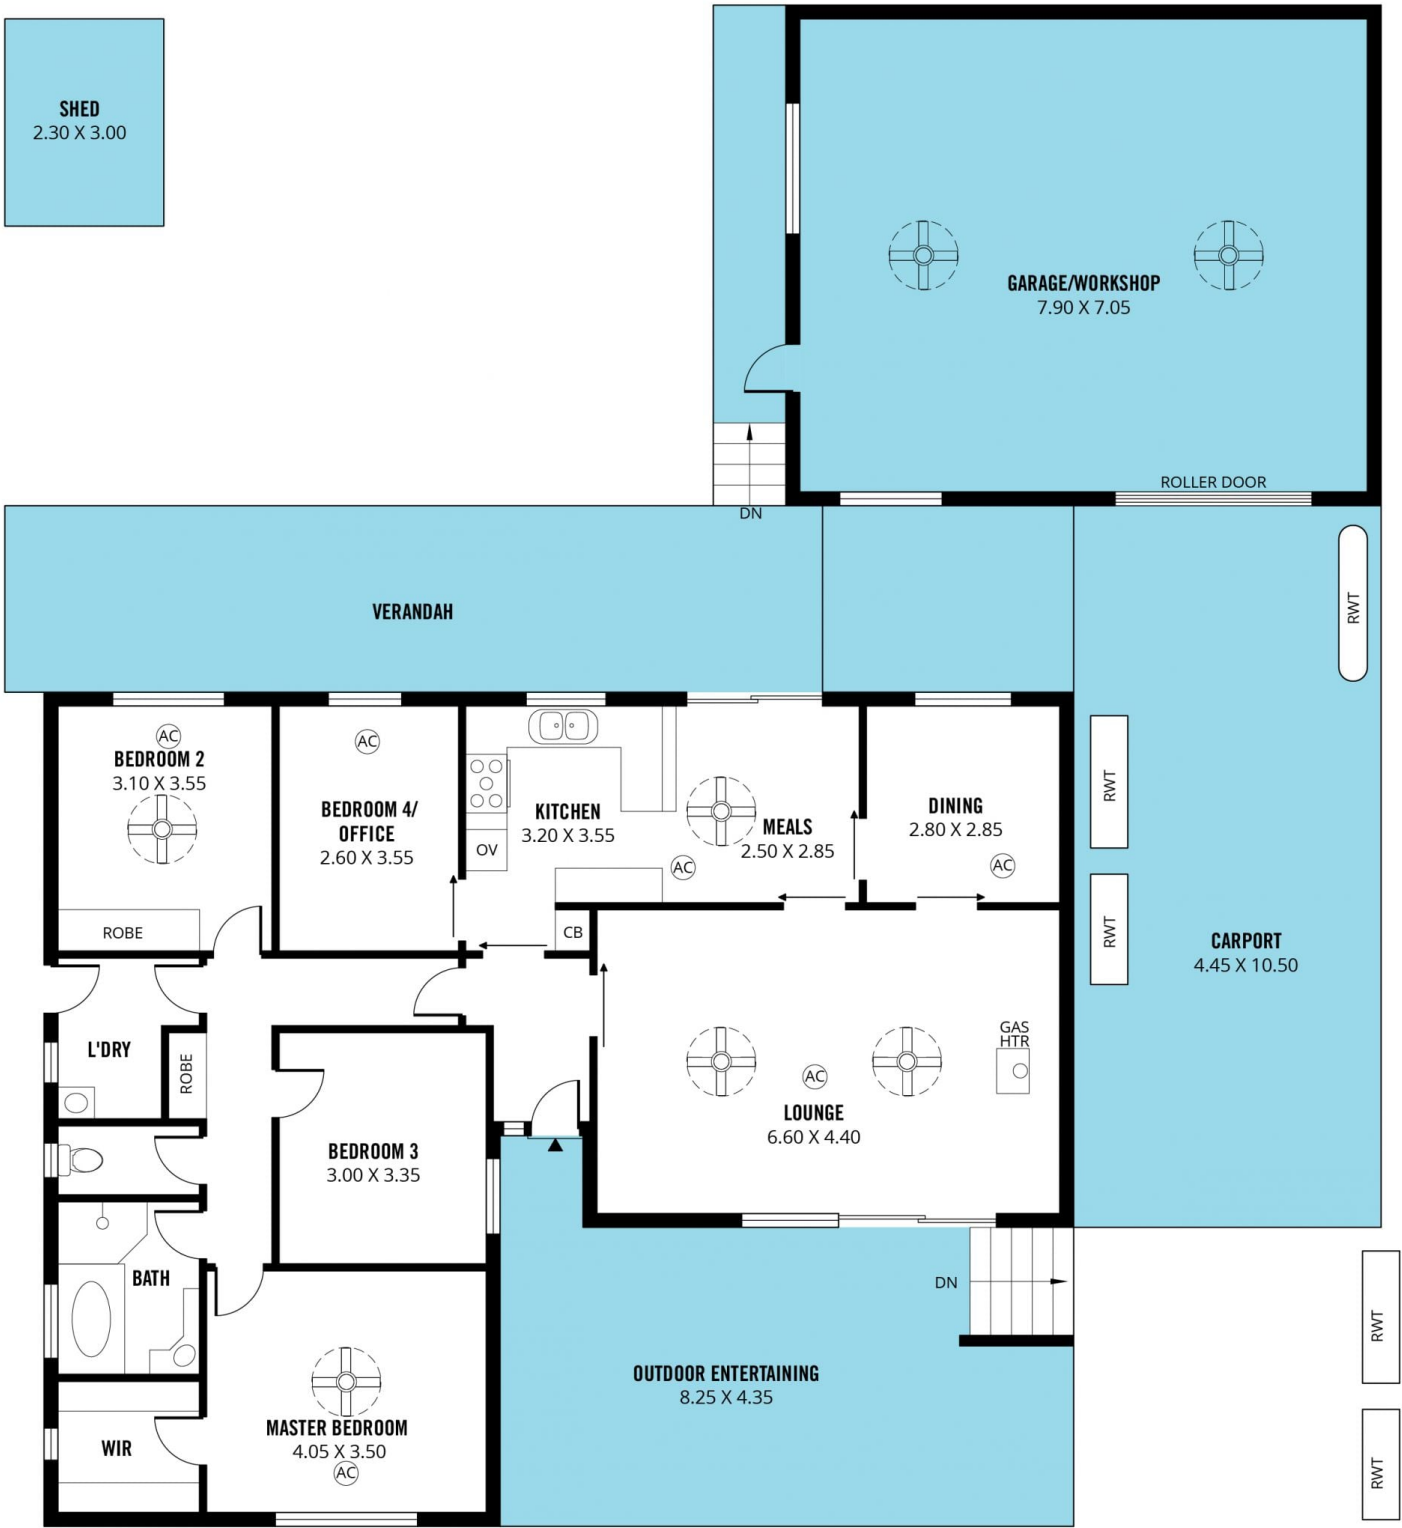 SHED
2.30 X 3.00
GARAGE/WORKSHOP
7.90 X 7.05
ROLLER DOOR
DN
VERANDAH
RWT
AC
BEDROOM 2
3.10 X 3.55
ROBE
AC
BEDROOM 4/
OFFICE
2.60 X 3.55
KITCHEN
3.20 X 3.55
OV
CB
MEALS
2.50 X 2.85
AC
DINING
2.80 X 2.85
AC
RWT
RWT
CARPORT
4.45 X 10.50
L'DRY
ROBE
BEDROOM 3
3.00 X 3.35
GAS
HTR
AC
LOUNGE
6.60 X 4.40
BATH
DN
RWT
OUTDOOR ENTERTAINING
8.25 X 4.35
WIR
MASTER BEDROOM
4.05 X 3.50
AC
RWT